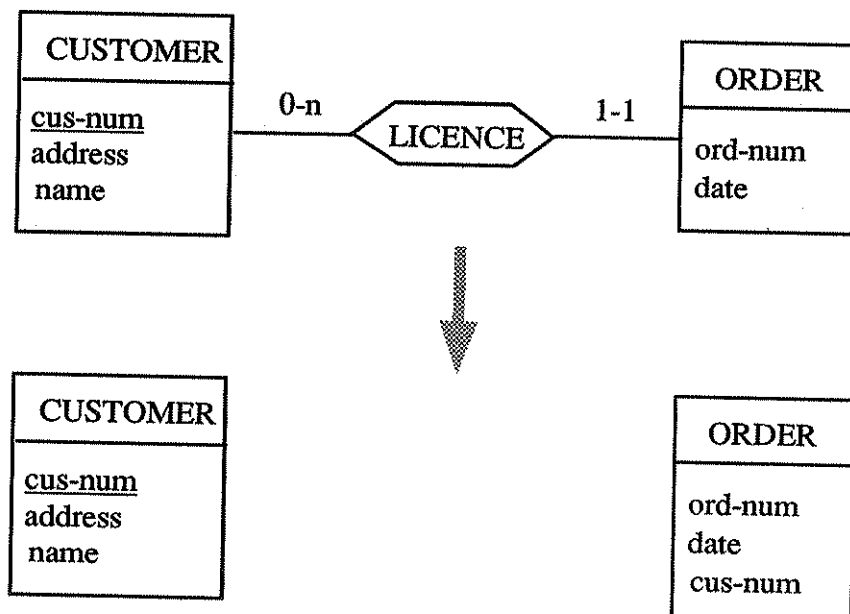 CUSTOMER
cus-num
address
name
0-n
LICENCE
1-1
ORDER
ord-num
date
CUSTOMER
cus-num
address
name
ORDER
ord-num
date
cus-num